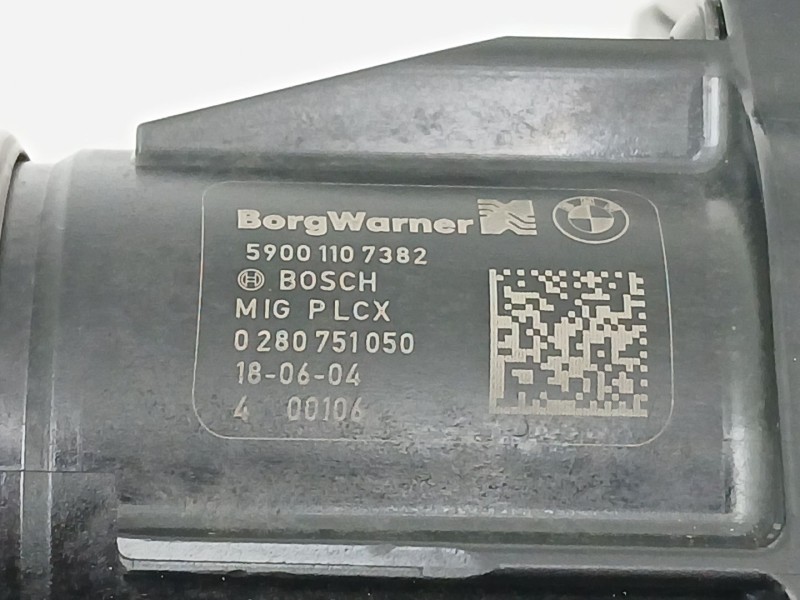 BorgWarner
5900 110 7382
BOSCH
MIG PLCX
0 280 751 050
18-06-04
4 00106